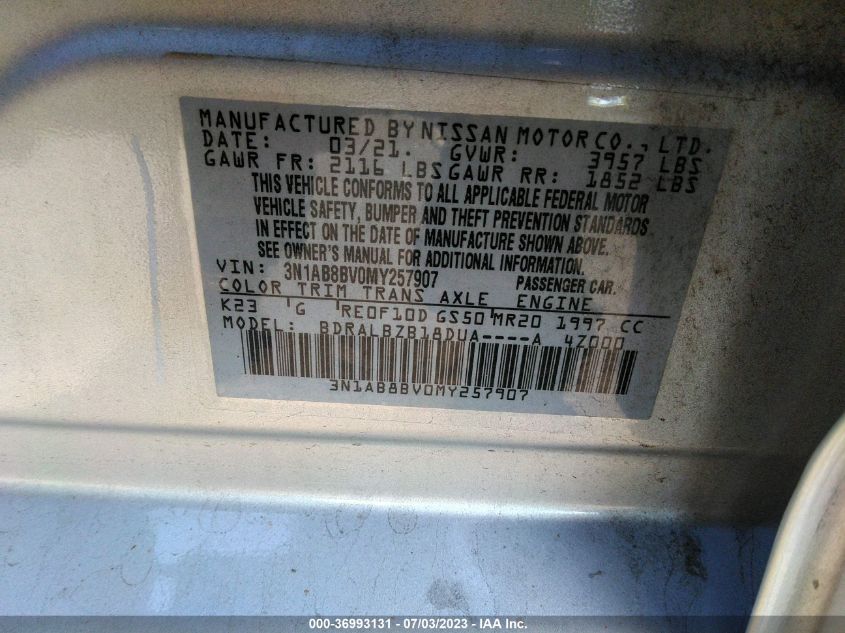 MANUFACTURED BY NISSAN MOTOR CO., LTD.
DATE: 03/21. GVWR: 3957 LBS
GAWR FR: 2116 LBS GAWR RR: 1852 LBS
THIS VEHICLE CONFORMS TO ALL APPLICABLE FEDERAL MOTOR
VEHICLE SAFETY, BUMPER AND THEFT PREVENTION STANDARDS
IN EFFECT ON THE DATE OF MANUFACTURE SHOWN ABOVE.
SEE OWNER'S MANUAL FOR ADDITIONAL INFORMATION.
VIN: 3N1AB8BV0MY257907 PASSENGER CAR.
COLOR TRIM TRANS AXLE ENGINE
K23 G RE0F10D GS50 MR20 1997 CC
MODEL: BDRALBZB18DUA----A 4Z000
3N1AB8BV0MY257907
000-36993131 - 07/03/2023 - IAA Inc.